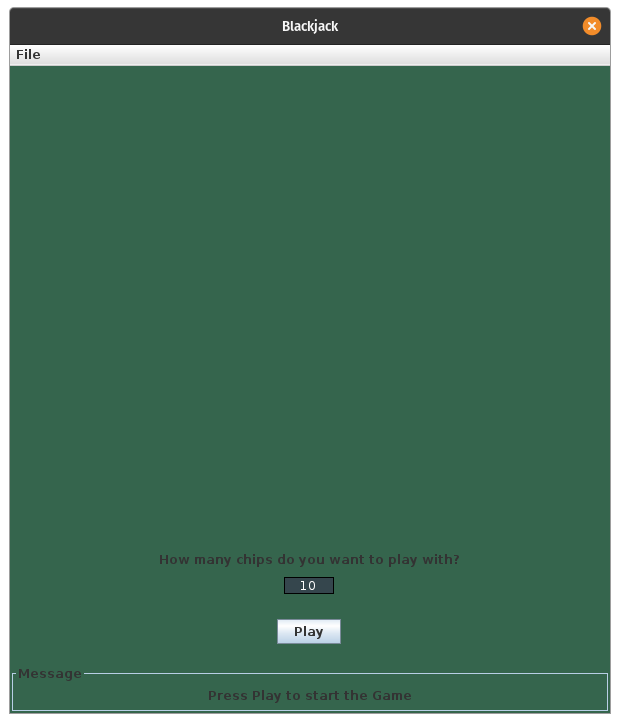 Blackjack
File
How many chips do you want to play with?
10
Play
Message
Press Play to start the Game